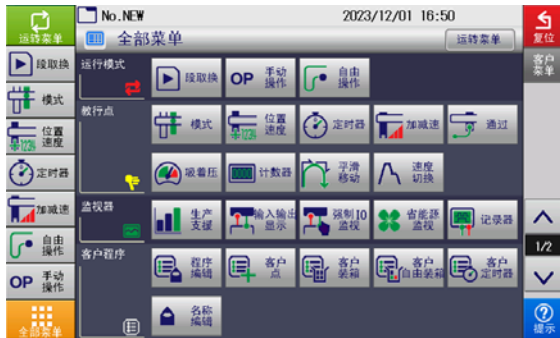 No.NEW
2023/12/01 16:50
全部菜单
运转菜单
运转菜单
复位
客户
菜单
段取换
模式
位置
速度
定时器
加减速
自由
操作
OP 手动
操作
全部菜单
运行模式
段取换
OP 手动
操作
自由
操作
教行点
模式
位置
速度
定时器
加减速
通过
吸着压
计数器
平滑
移动
速度
切换
监视器
生产
支援
输入输出
显示
强制IO
监视
省能源
监视
记录器
客户程序
程序
编辑
客户
点
客户
装箱
客户
自由装箱
客户
定时器
名称
编辑
1/2
提示